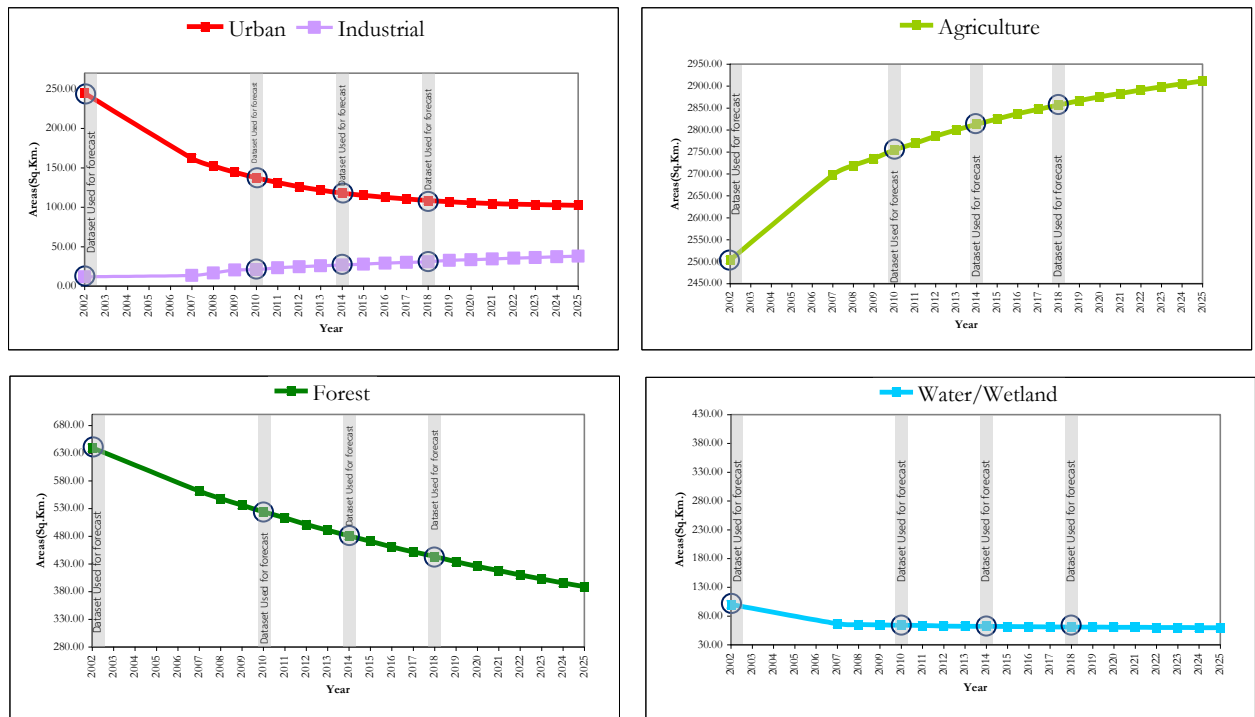 Urban Industrial
Areas(Sq.Km.)
250.00
200.00
150.00
100.00
50.00
0.00
Dataset Used for forecast
Dataset Used for forecast
Dataset Used for forecast
Dataset Used for forecast
2002 2003 2004 2005 2006 2007 2008 2009 2010 2011 2012 2013 2014 2015 2016 2017 2018 2019 2020 2021 2022 2023 2024 2025
Year
Agriculture
Areas(Sq.Km.)
2950.00
2900.00
2850.00
2800.00
2750.00
2700.00
2650.00
2600.00
2550.00
2500.00
2450.00
Dataset Used for forecast
Dataset Used for forecast
Dataset Used for forecast
Dataset Used for forecast
2002 2003 2004 2005 2006 2007 2008 2009 2010 2011 2012 2013 2014 2015 2016 2017 2018 2019 2020 2021 2022 2023 2024 2025
Year
Forest
Areas(Sq.Km.)
680.00
630.00
580.00
530.00
480.00
430.00
380.00
330.00
280.00
Dataset Used for forecast
Dataset Used for forecast
Dataset Used for forecast
Dataset Used for forecast
2002 2003 2004 2005 2006 2007 2008 2009 2010 2011 2012 2013 2014 2015 2016 2017 2018 2019 2020 2021 2022 2023 2024 2025
Year
Water/Wetland
Areas(Sq.Km.)
430.00
380.00
330.00
280.00
230.00
180.00
130.00
80.00
30.00
Dataset Used for forecast
Dataset Used for forecast
Dataset Used for forecast
Dataset Used for forecast
2002 2003 2004 2005 2006 2007 2008 2009 2010 2011 2012 2013 2014 2015 2016 2017 2018 2019 2020 2021 2022 2023 2024 2025
Year